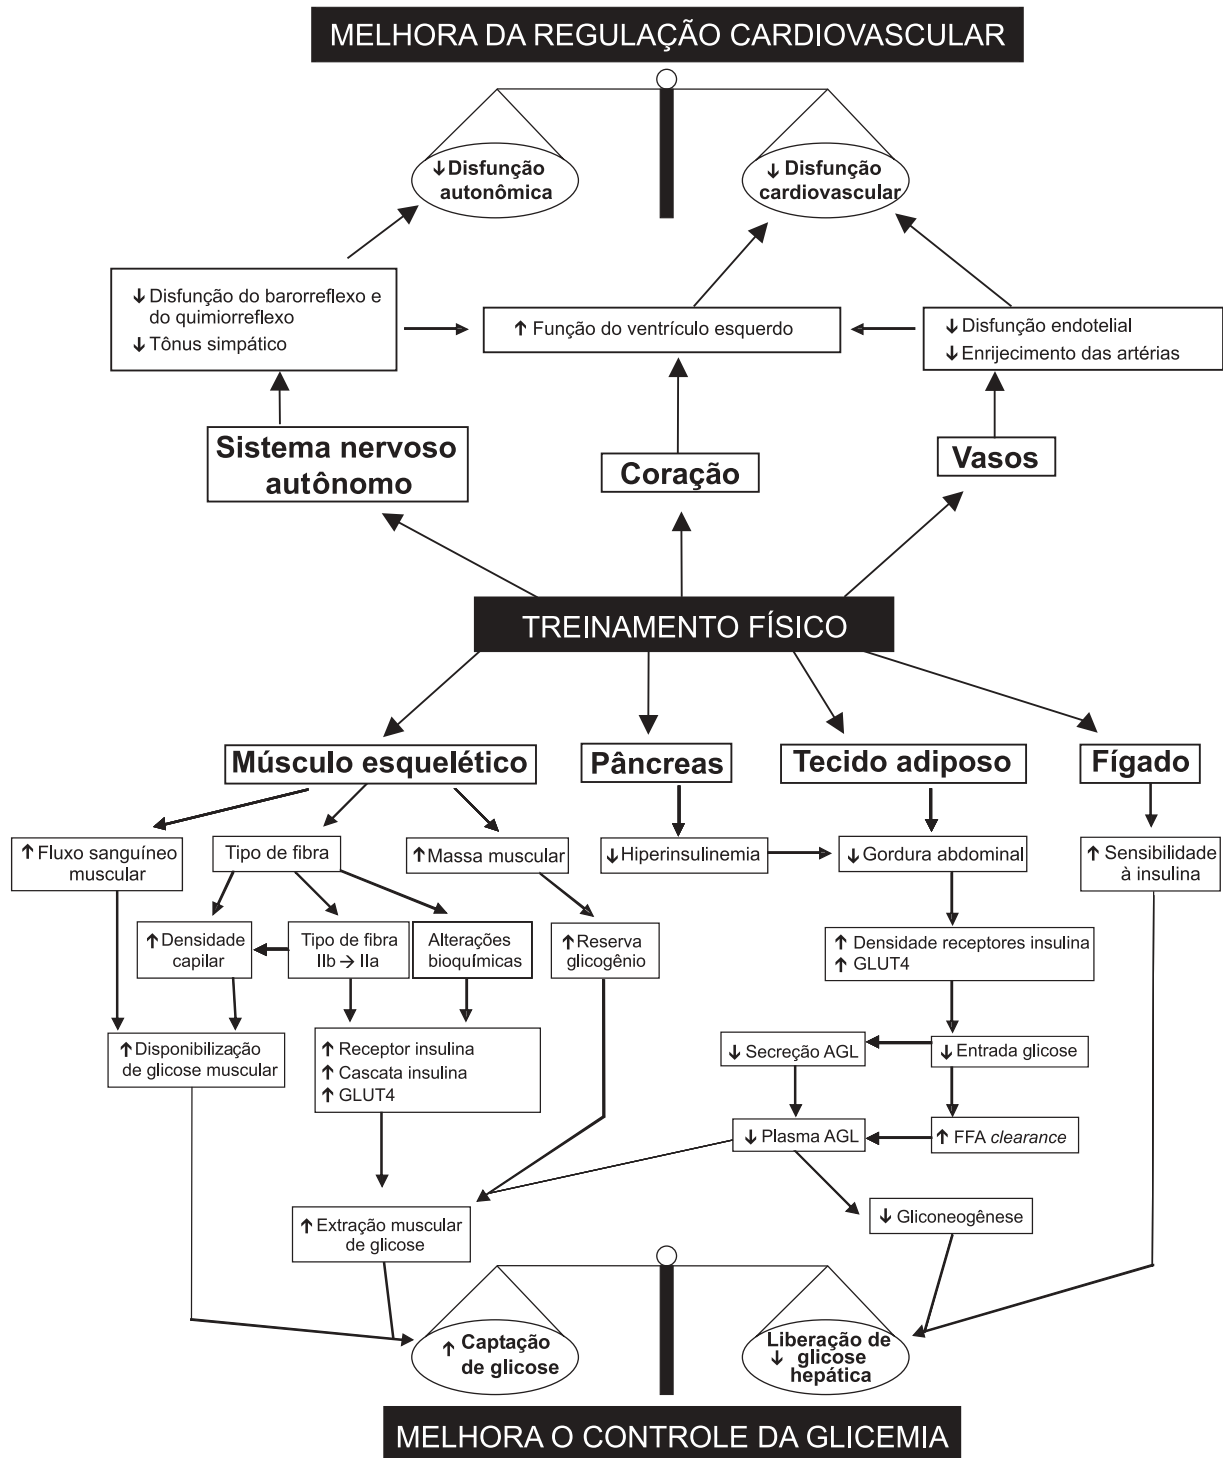 MELHORA DA REGULAÇÃO CARDIOVASCULAR
↓ Disfunção
autonômica
↓ Disfunção
cardiovascular
↓ Disfunção do barorreflexo e
do quimiorreflexo
↓ Tônus simpático
↑ Função do ventrículo esquerdo
↓ Disfunção endotelial
↓ Enrijecimento das artérias
Sistema nervoso
autônomo
Coração
Vasos
TREINAMENTO FÍSICO
Músculo esquelético
Pâncreas
Tecido adiposo
Fígado
↑ Fluxo sanguíneo
muscular
Tipo de fibra
↑ Massa muscular
↓ Hiperinsulinemia
↓ Gordura abdominal
↑ Sensibilidade
à insulina
↑ Densidade
capilar
Tipo de fibra
IIb → IIa
Alterações
bioquímicas
↑ Reserva
glicogênio
↑ Densidade receptores insulina
↑ GLUT4
↑ Disponibilização
de glicose muscular
↑ Receptor insulina
↑ Cascata insulina
↑ GLUT4
↓ Secreção AGL
↓ Entrada glicose
↓ Plasma AGL
↑ FFA clearance
↑ Extração muscular
de glicose
↓ Gliconeogênese
↑ Captação
de glicose
Liberação de
↓ glicose
hepática
MELHORA O CONTROLE DA GLICEMIA